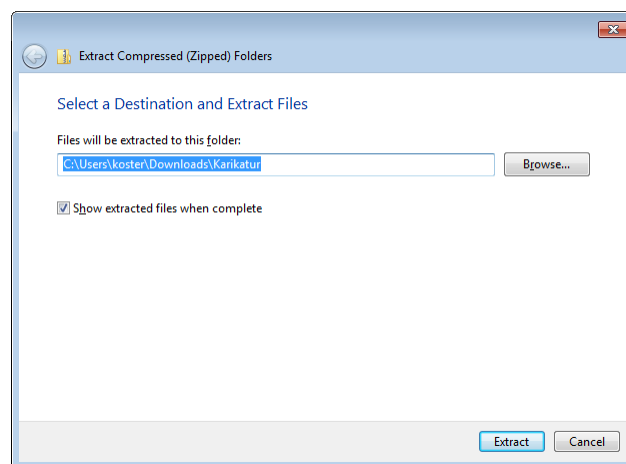 Extract Compressed (Zipped) Folders
Select a Destination and Extract Files
Files will be extracted to this folder:
C:\Users\koster\Downloads\Karikatur
Browse...
Show extracted files when complete
Extract
Cancel